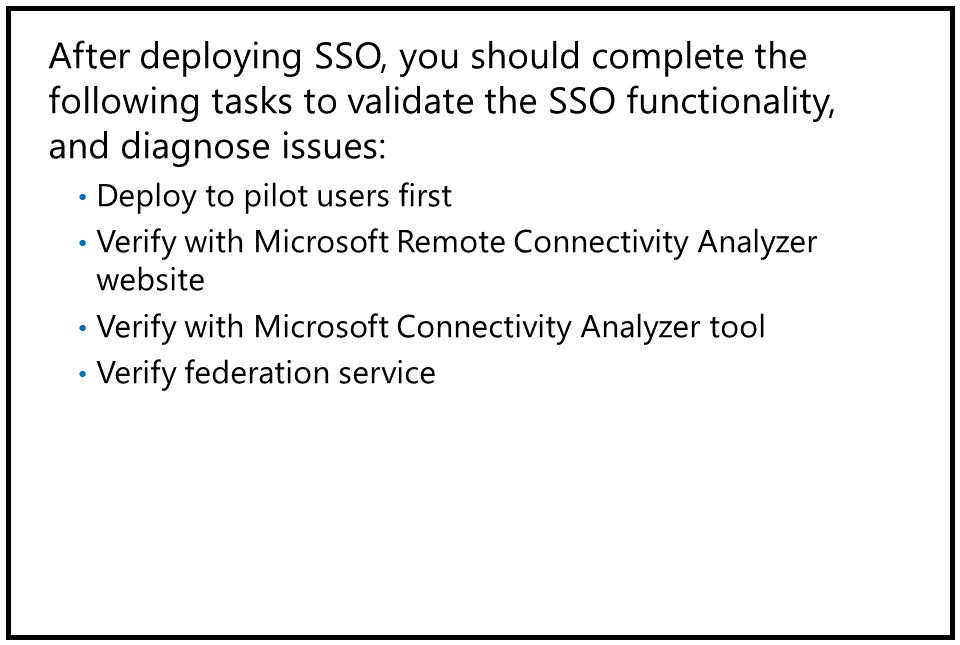 After deploying SSO, you should complete the
following tasks to validate the SSO functionality,
and diagnose issues:
• Deploy to pilot users first
• Verify with Microsoft Remote Connectivity Analyzer
website
• Verify with Microsoft Connectivity Analyzer tool
• Verify federation service